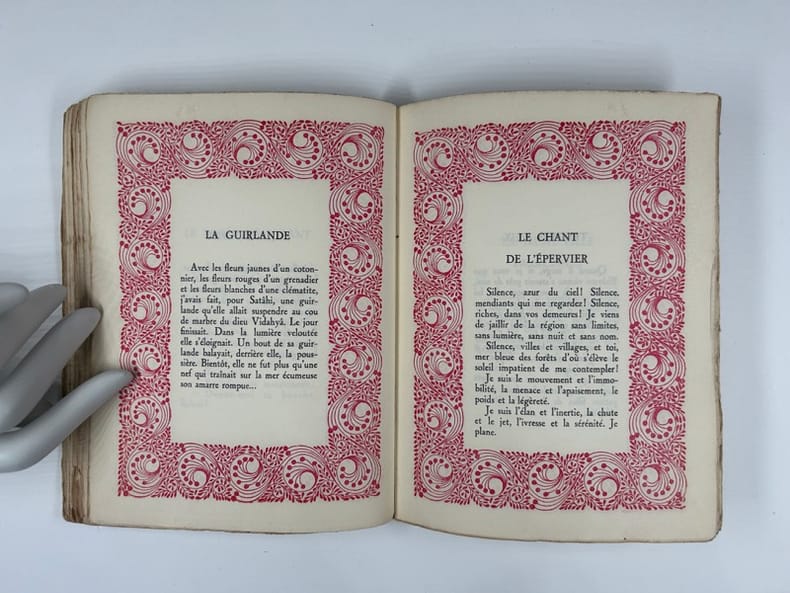 LA GUIRLANDE
Avec les fleurs jaunes d'un coton-
nier, les fleurs rouges d'un grenadier
et les fleurs blanches d'une clématite,
j'avais fait, pour Satâhi, une guir-
lande qu'elle allait suspendre au cou
de marbre du dieu Vidahyâ. Le jour
finissait. Dans la lumière veloutée
elle s'éloignait. Un bout de sa guir-
lande balayait, derrière elle, la pous-
sière. Bientôt, elle ne fut plus qu'une
nef qui traînait sur la mer écumeuse
son amarre rompue...
LE CHANT
DE L'ÉPERVIER
Silence, azur du ciel! Silence,
mendiants qui me regardez! Silence,
riches, dans vos demeures! Je viens
de jaillir de la région sans limites,
sans lumière, sans nuit et sans nom.
Silence, villes et villages, et toi,
mer bleue des forêts d'où s'élève le
soleil impatient de me contempler!
Je suis le mouvement et l'immo-
bilité, la menace et l'apaisement, le
poids et la légèreté.
Je suis l'élan et l'inertie, la chute
et le jet, l'ivresse et la sérénité. Je
plane.